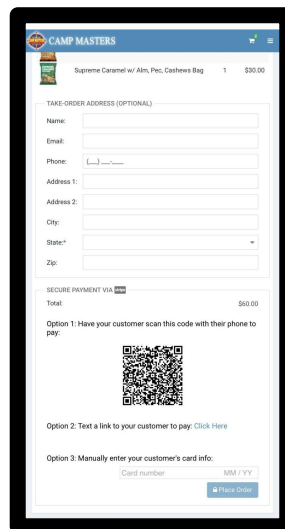 CAMP MASTERS
Supreme Caramel w/ Alm, Pec, Cashews Bag 1 $30.00
TAKE-ORDER ADDRESS (OPTIONAL)
Name:
Email:
Phone: (___) ___-____
Address 1:
Address 2:
City:
State:*
Zip:
SECURE PAYMENT VIA stripe
Total: $60.00
Option 1: Have your customer scan this code with their phone to
pay:
Option 2: Text a link to your customer to pay: Click Here
Option 3: Manually enter your customer's card info:
Card number MM / YY
Place Order